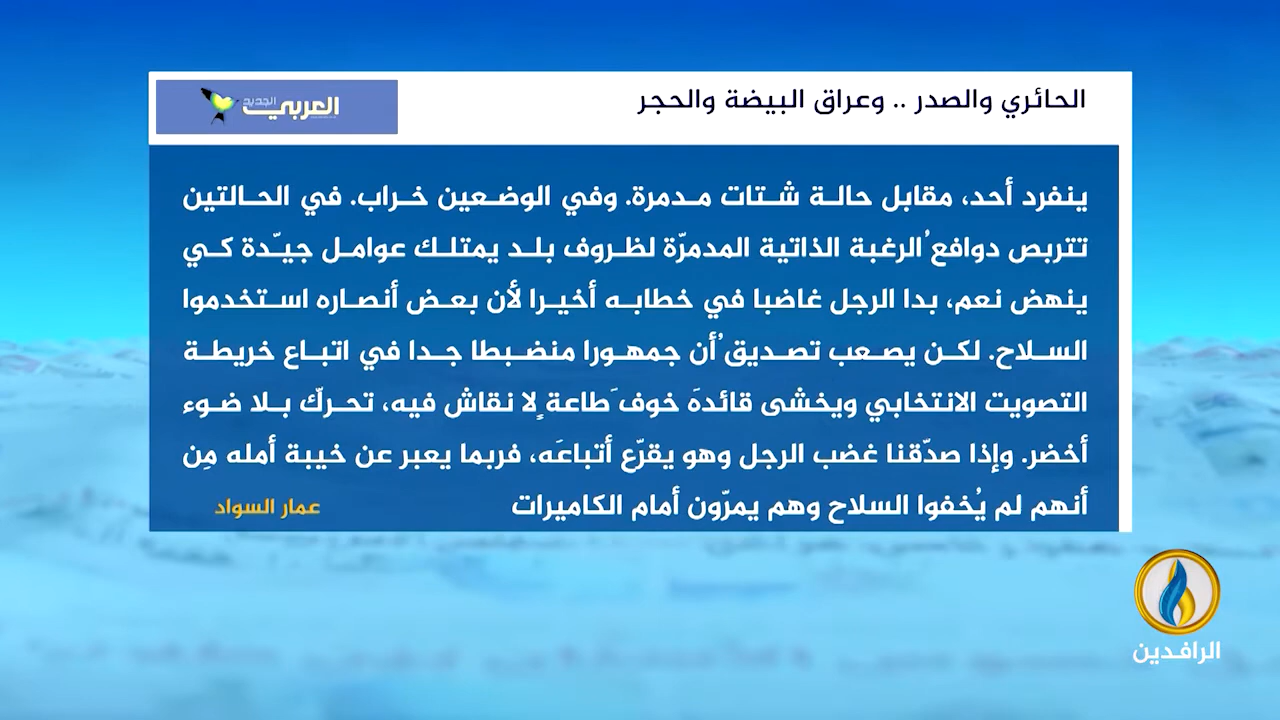 الحائري والصدر .. وعراق البيضة والحجر
العربي الجديد
ينفرد أحد، مقابل حالة شتات مدمرة. وفي الوضعين خراب. في الحالتين
تتربص دوافعُ الرغبة الذاتية المدمرّة لظروف بلد يمتلك عوامل جيّدة كي
ينهض نعم، بدا الرجل غاضبا في خطابه أخيرا لأن بعض أنصاره استخدموا
السلاح. لكن يصعب تصديقُ أن جمهورا منضبطا جدا في اتباع خريطة
التصويت الانتخابي ويخشى قائدهَ خوفَ طاعةٍ لا نقاش فيه، تحركّ بلا ضوء
أخضر. وإذا صدّقنا غضب الرجل وهو يقرّع أتباعَه، فربما يعبر عن خيبة أمله مِن
أنهم لم يُخفوا السلاح وهم يمرّون أمام الكاميرات
عمار السواد
الرافدين